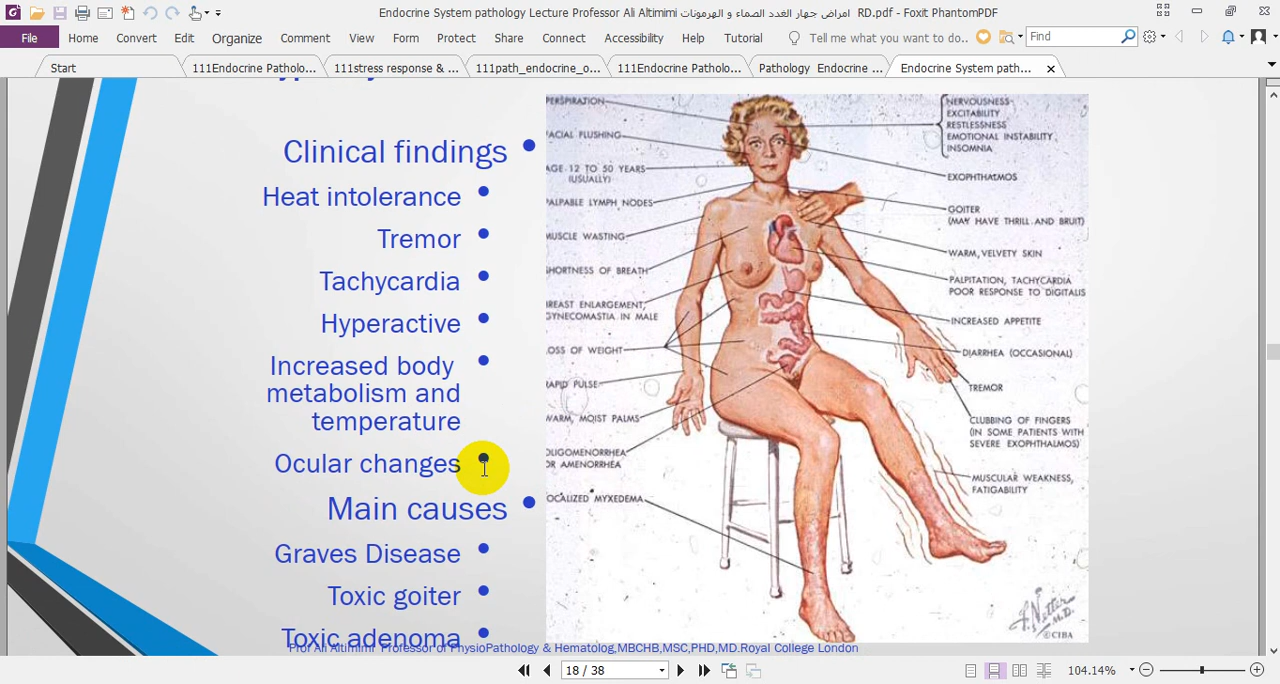 Endocrine System pathology Lecture Professor Ali Altimimi امراض جهاز الغدد الصماء و الهرمونات RD.pdf - Foxit PhantomPDF
File Home Convert Edit Organize Comment View Form Protect Share Connect Accessibility Help Tutorial Tell me what you want to do.. Find
Start 111Endocrine Patholo... 111stress response & ... 111path_endocrine_o... 111Endocrine Patholo... Pathology Endocrine ... Endocrine System path...
Clinical findings
Heat intolerance
Tremor
Tachycardia
Hyperactive
Increased body
metabolism and
temperature
Ocular changes
Main causes
Graves Disease
Toxic goiter
Toxic adenoma
PERSPIRATION
FACIAL FLUSHING
AGE 12 TO 50 YEARS
(USUALLY)
PALPABLE LYMPH NODES
MUSCLE WASTING
SHORTNESS OF BREATH
BREAST ENLARGEMENT,
GYNECOMASTIA IN MALE
LOSS OF WEIGHT
RAPID PULSE
WARM, MOIST PALMS
OLIGOMENORRHEA
OR AMENORRHEA
LOCALIZED MYXEDEMA
NERVOUSNESS
EXCITABILITY
RESTLESSNESS
EMOTIONAL INSTABILITY
INSOMNIA
EXOPHTHALMOS
GOITER
(MAY HAVE THRILL AND BRUIT)
WARM, VELVETY SKIN
PALPITATION, TACHYCARDIA
POOR RESPONSE TO DIGITALIS
INCREASED APPETITE
DIARRHEA (OCCASIONAL)
TREMOR
CLUBBING OF FINGERS
(IN SOME PATIENTS WITH
SEVERE EXOPHTHALMOS)
MUSCULAR WEAKNESS,
FATIGABILITY
F. Netter
M.D.
©CIBA
Prof Ali Altimimi Professor of PhysioPathology & Hematolog,MBCHB,MSC,PHD,MD.Royal College London
18 / 38 104.14%